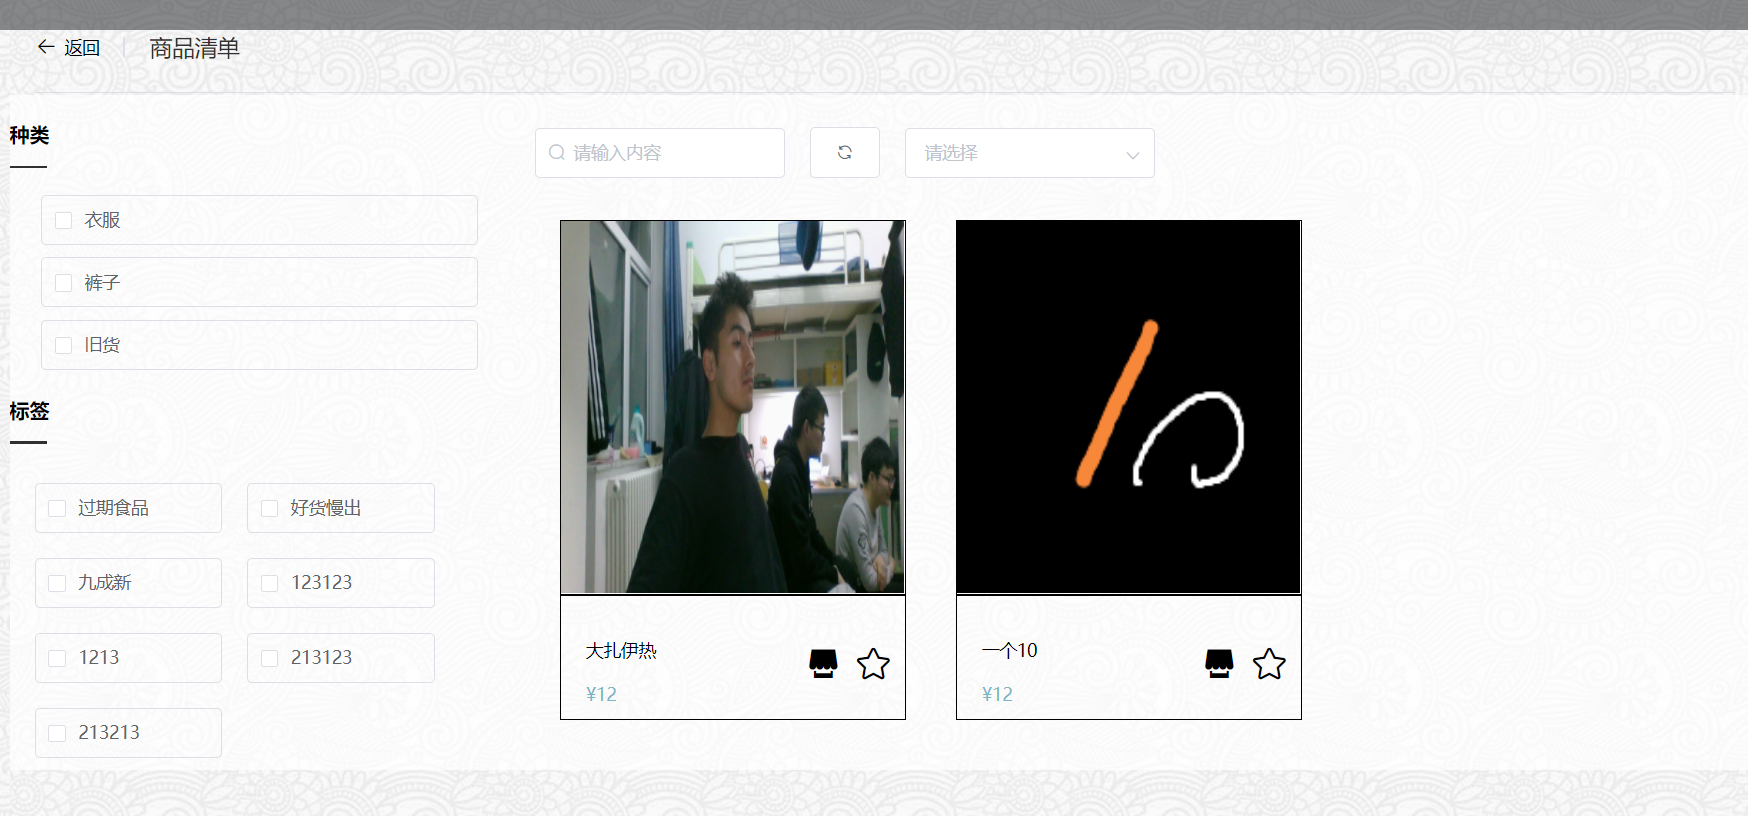 返回 商品清单
种类
衣服
裤子
旧货
标签
过期食品 好货慢出
九成新 123123
1213 213123
213213
请输入内容 请选择
10
大扎伊热
¥12
一个10
¥12